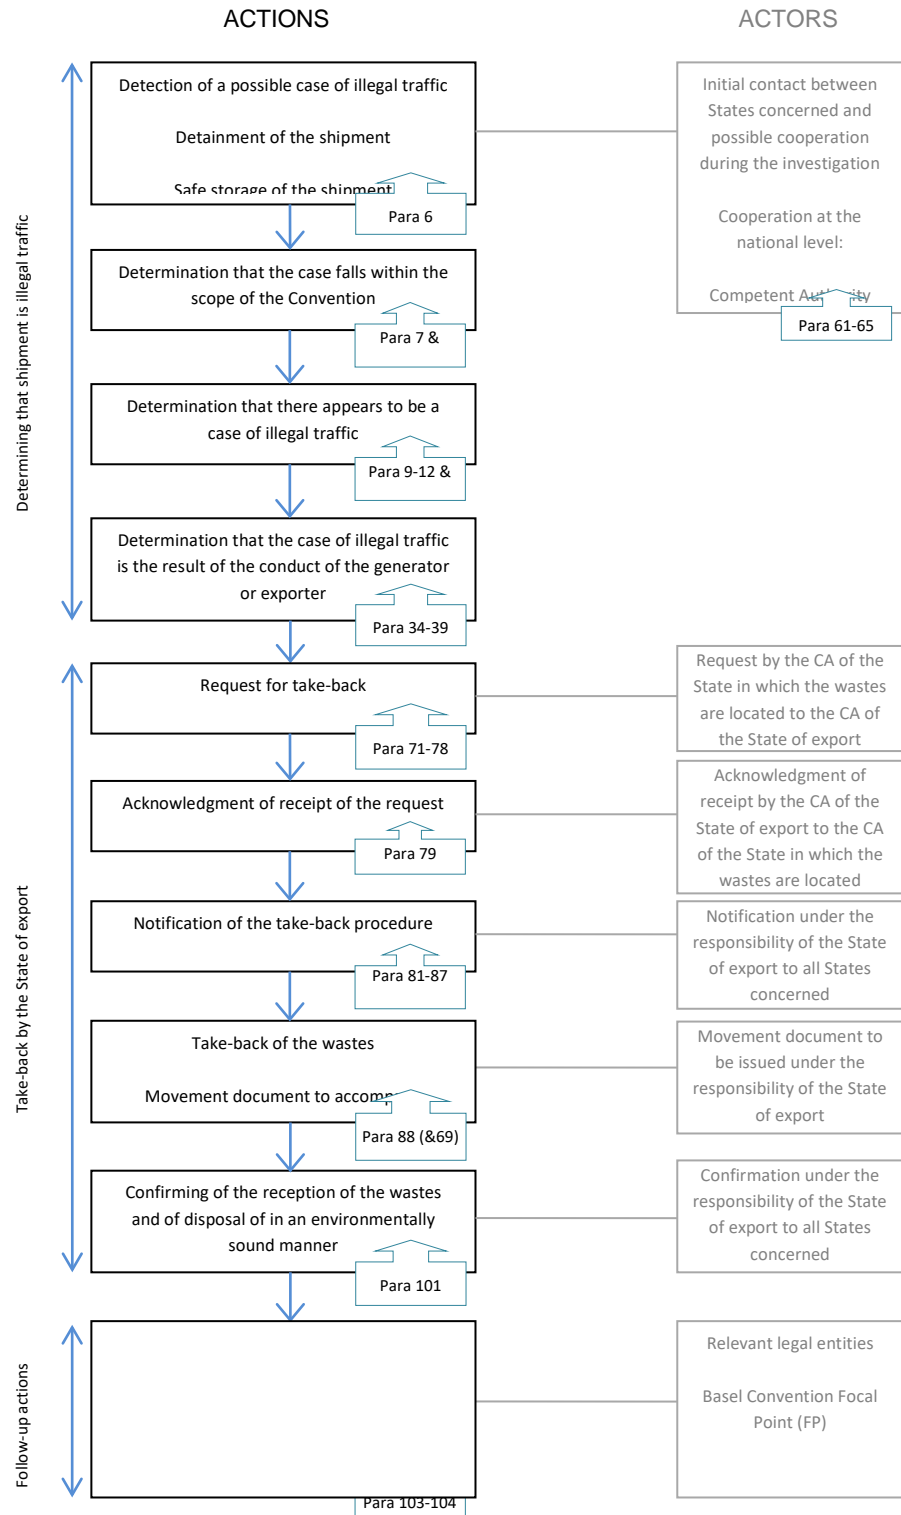 ACTIONS
ACTORS
Determining that shipment is illegal traffic
Detection of a possible case of illegal traffic
Detainment of the shipment
Safe storage of the shipment
Para 6
Initial contact between
States concerned and
possible cooperation
during the investigation
Cooperation at the
national level:
Competent Authority
Para 61-65
Determination that the case falls within the
scope of the Convention
Para 7 &
Determination that there appears to be a
case of illegal traffic
Para 9-12 &
Determination that the case of illegal traffic
is the result of the conduct of the generator
or exporter
Para 34-39
Take-back by the State of export
Request for take-back
Para 71-78
Request by the CA of the
State in which the wastes
are located to the CA of
the State of export
Acknowledgment of receipt of the request
Para 79
Acknowledgment of
receipt by the CA of the
State of export to the CA
of the State in which the
wastes are located
Notification of the take-back procedure
Para 81-87
Notification under the
responsibility of the State
of export to all States
concerned
Take-back of the wastes
Movement document to
Para 88 (&69)
Movement document to
be issued under the
responsibility of the State
of export
Confirming of the reception of the wastes
and of disposal of in an environmentally
sound manner
Para 101
Confirmation under the
responsibility of the State
of export to all States
concerned
Follow-up actions
Para 103-104
Relevant legal entities
Basel Convention Focal
Point (FP)